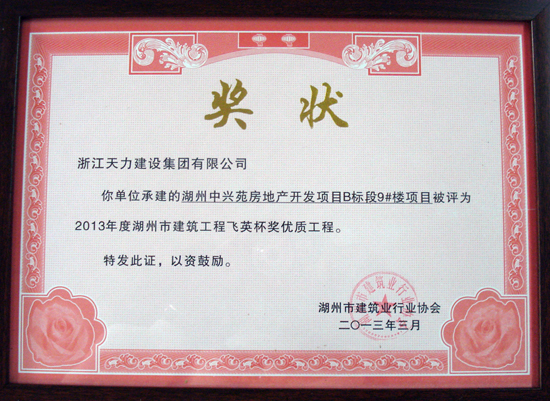 奖状
浙江天力建设集团有限公司
你单位承建的湖州中兴苑房地产开发项目B标段9#楼项目被评为
2013年度湖州市建筑工程飞英杯奖优质工程。
特发此证，以资鼓励。
湖州市建筑业行业协会
二〇一三年三月